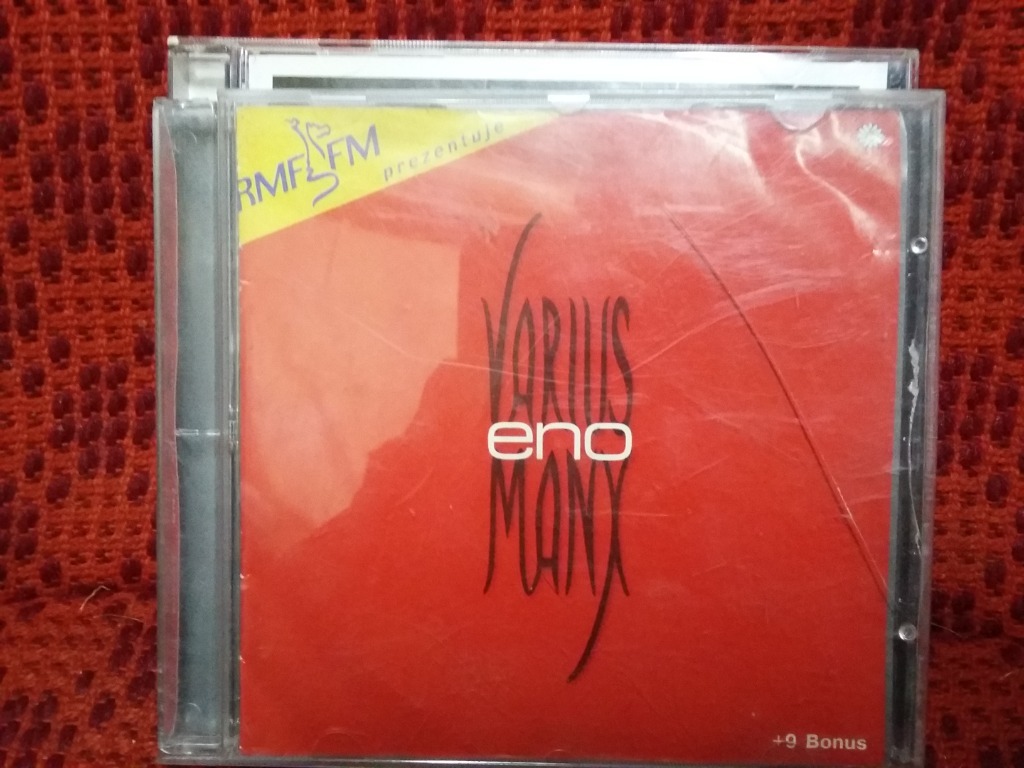 RMF FM
prezentuje
VARIUS
eno
MANX
+9 Bonus